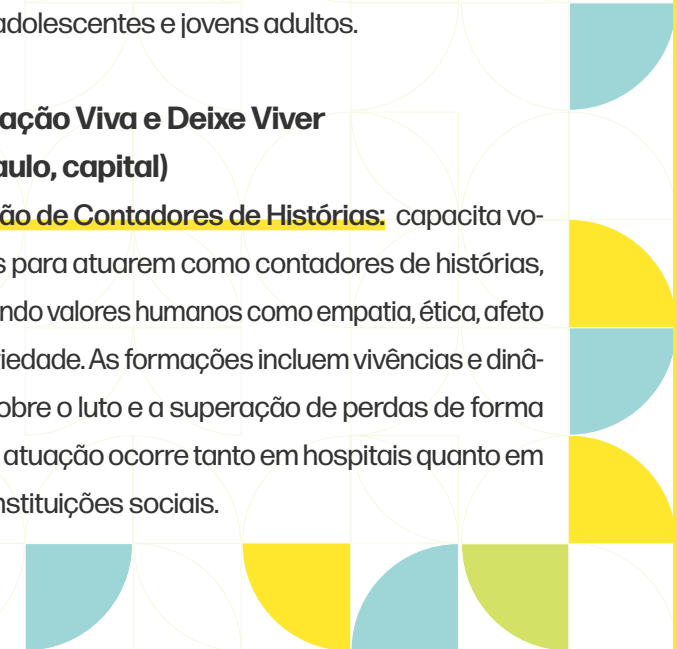 adolescentes e jovens adultos.
ação Viva e Deixe Viver
aulo, capital)
ão de Contadores de Histórias: capacita vo-
s para atuarem como contadores de histórias,
ndo valores humanos como empatia, ética, afeto
iedade. As formações incluem vivências e dinâ-
obre o luto e a superação de perdas de forma
atuação ocorre tanto em hospitais quanto em
nstituições sociais.